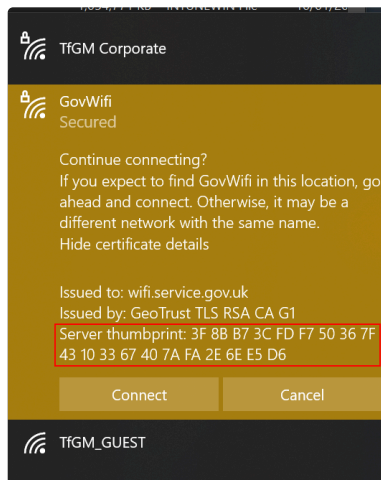 TfGM Corporate
GovWifi
Secured
Continue connecting?
If you expect to find GovWifi in this location, go
ahead and connect. Otherwise, it may be a
different network with the same name.
Hide certificate details
Issued to: wifi.service.gov.uk
Issued by: GeoTrust TLS RSA CA G1
Server thumbprint: 3F 8B B7 3C FD F7 50 36 7F
43 10 33 67 40 7A FA 2E 6E E5 D6
Connect Cancel
TfGM_GUEST